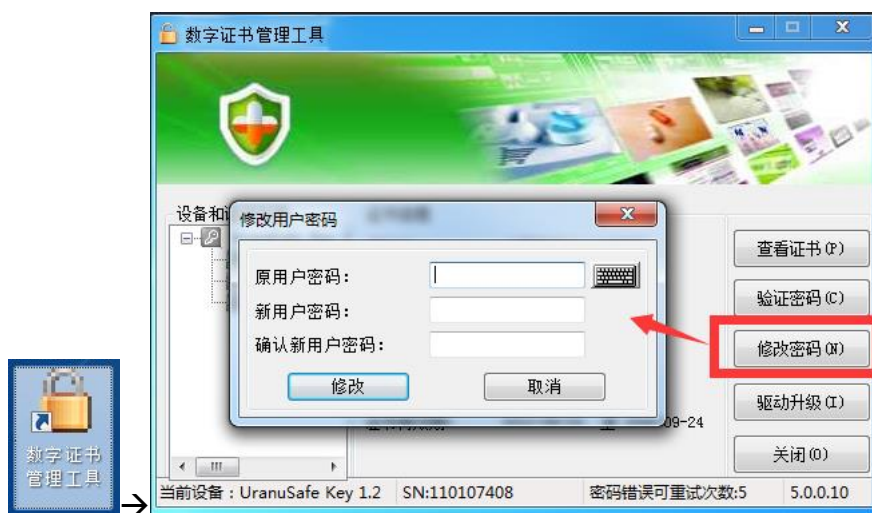 数字证书管理工具
设备和
修改用户密码
原用户密码：
新用户密码：
确认新用户密码：
修改
取消
查看证书(P)
验证密码(C)
修改密码(N)
驱动升级(I)
关闭(O)
09-24
当前设备：UranuSafe Key 1.2
SN:110107408
密码错误可重试次数:5
5.0.0.10
数字证书
管理工具
→